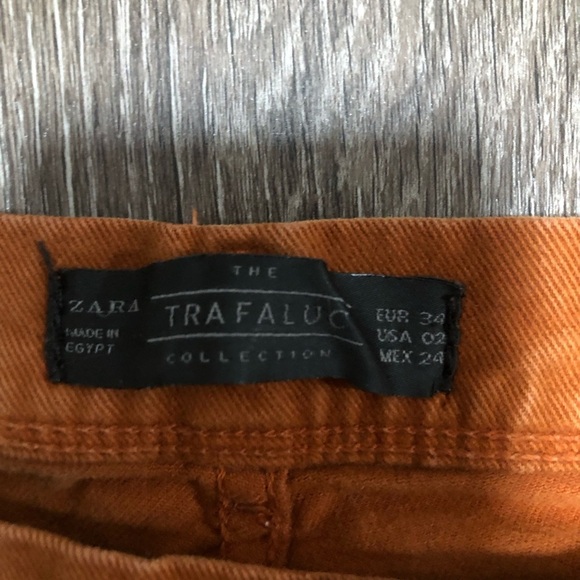 ZARA
MADE IN
EGYPT
THE
TRAFALUC
COLLECTION
EUR 34
USA 02
MEX 24